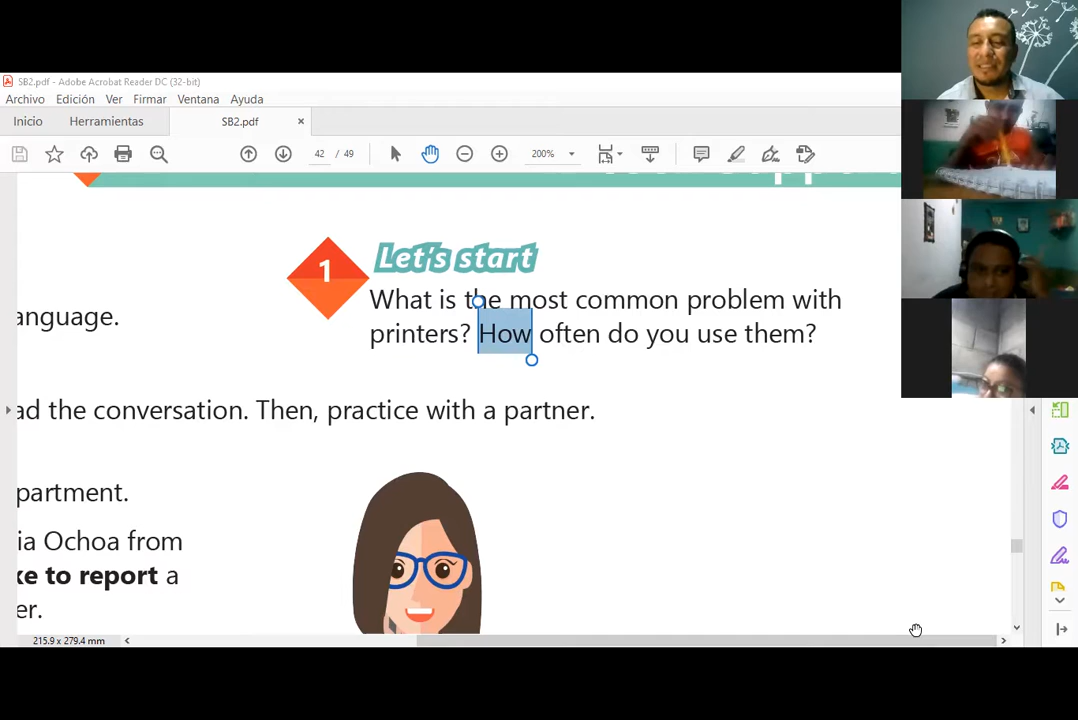 SB2.pdf - Adobe Acrobat Reader DC (32-bit)
Archivo Edición Ver Firmar Ventana Ayuda
Inicio Herramientas SB2.pdf ×
42 / 49 200%
1 Let's start
What is the most common problem with
printers? How often do you use them?
anguage.
ad the conversation. Then, practice with a partner.
partment.
ia Ochoa from
ke to report a
er.
215.9 x 279.4 mm